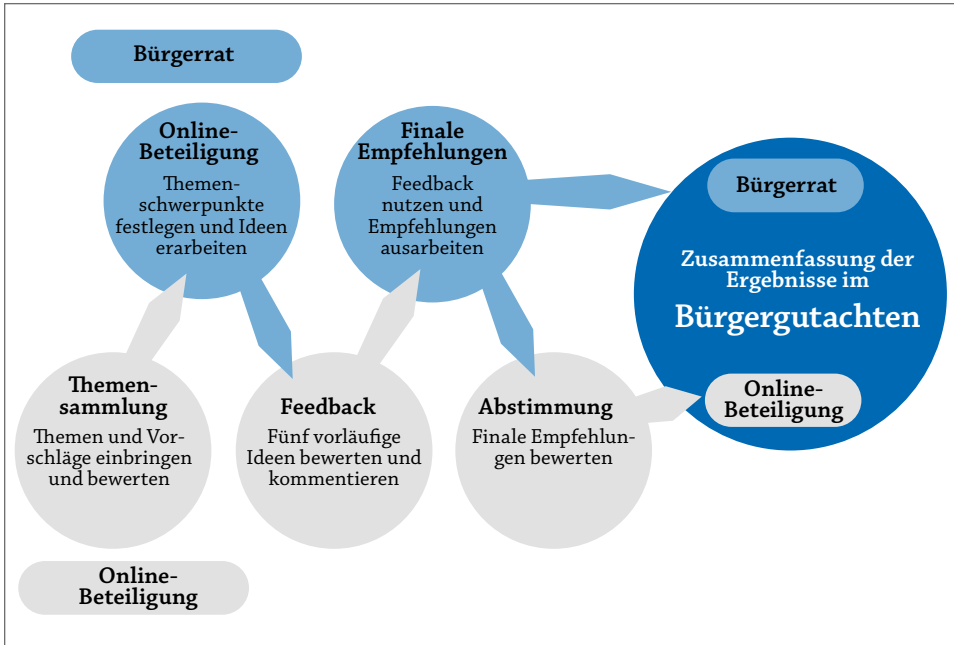 Bürgerrat
Online-
Beteiligung
Themen-
schwerpunkte
festlegen und Ideen
erarbeiten
Finale
Empfehlungen
Feedback
nutzen und
Empfehlungen
ausarbeiten
Bürgerrat
Zusammenfassung der
Ergebnisse im
Bürgergutachten
Online-
Beteiligung
Themen-
sammlung
Themen und Vor-
schläge einbringen
und bewerten
Feedback
Fünf vorläufige
Ideen bewerten und
kommentieren
Abstimmung
Finale Empfehlun-
gen bewerten
Online-
Beteiligung